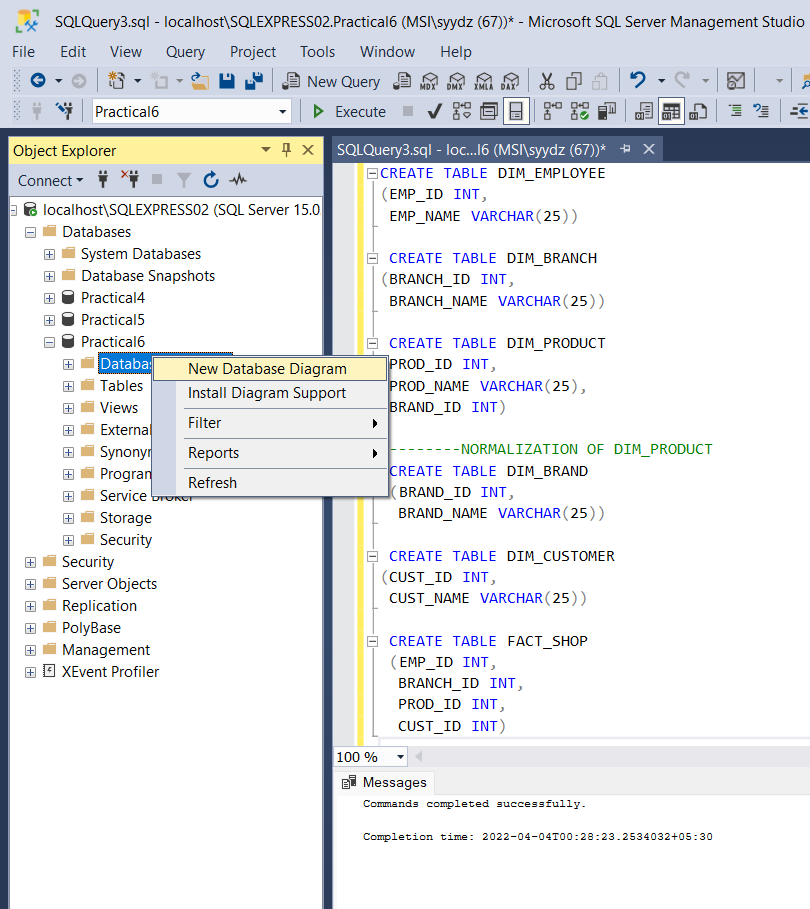 SQLQuery3.sql - localhost\SQLEXPRESS02.Practical6 (MSI\syydz (67))* - Microsoft SQL Server Management Studio
File Edit View Query Project Tools Window Help
New Query MDX DMX XMLA DAX
Practical6 Execute
Object Explorer
Connect
localhost\SQLEXPRESS02 (SQL Server 15.0
Databases
System Databases
Database Snapshots
Practical4
Practical5
Practical6
Databas
Tables
Views
External
Synonym
Program
Service Broker
Storage
Security
Security
Server Objects
Replication
PolyBase
Management
XEvent Profiler
New Database Diagram
Install Diagram Support
Filter
Reports
Refresh
SQLQuery3.sql - loc...l6 (MSI\syydz (67))*
CREATE TABLE DIM_EMPLOYEE
(EMP_ID INT,
EMP_NAME VARCHAR(25))
CREATE TABLE DIM_BRANCH
(BRANCH_ID INT,
BRANCH_NAME VARCHAR(25))
CREATE TABLE DIM_PRODUCT
PROD_ID INT,
PROD_NAME VARCHAR(25),
BRAND_ID INT)
--------NORMALIZATION OF DIM_PRODUCT
CREATE TABLE DIM_BRAND
(BRAND_ID INT,
BRAND_NAME VARCHAR(25))
CREATE TABLE DIM_CUSTOMER
(CUST_ID INT,
CUST_NAME VARCHAR(25))
CREATE TABLE FACT_SHOP
(EMP_ID INT,
BRANCH_ID INT,
PROD_ID INT,
CUST_ID INT)
100 %
Messages
Commands completed successfully.
Completion time: 2022-04-04T00:28:23.2534032+05:30